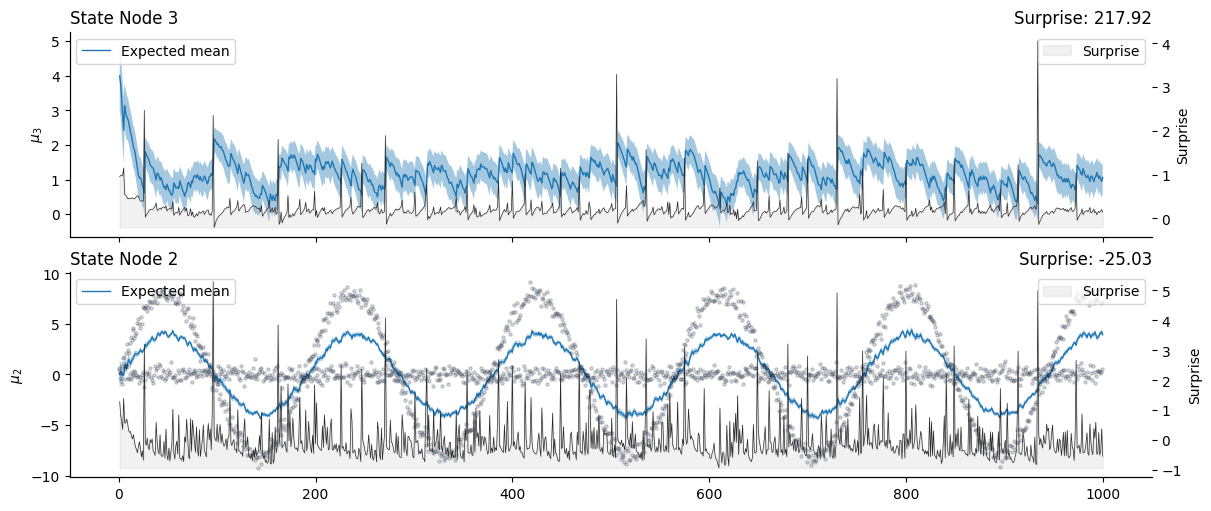 State Node 3
Surprise: 217.92
Expected mean
Surprise
5
4
3
2
1
0
μ3
4
3
2
1
0
Surprise
State Node 2
Surprise: -25.03
Expected mean
Surprise
10
5
0
−5
−10
μ2
5
4
3
2
1
0
−1
Surprise
0 200 400 600 800 1000